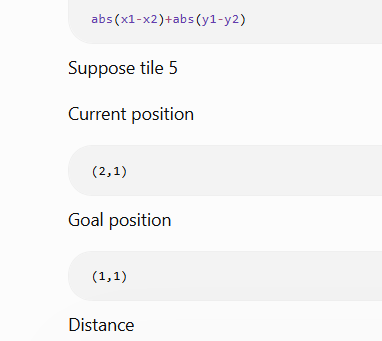 abs(x1-x2)+abs(y1-y2)
Suppose tile 5
Current position
(2,1)
Goal position
(1,1)
Distance